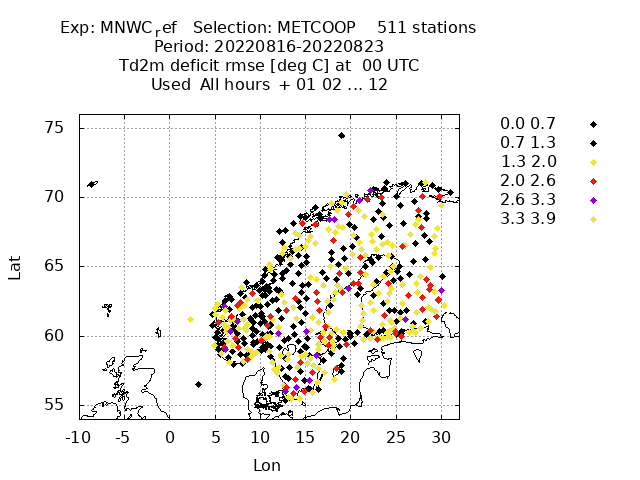 Exp: MNWCref Selection: METCOOP 511 stations
Period: 20220816-20220823
Td2m deficit rmse [deg C] at 00 UTC
Used All hours + 01 02 ... 12
0.0 0.7
0.7 1.3
1.3 2.0
2.0 2.6
2.6 3.3
3.3 3.9
75
70
65
60
55
Lat
-10 -5 0 5 10 15 20 25 30
Lon